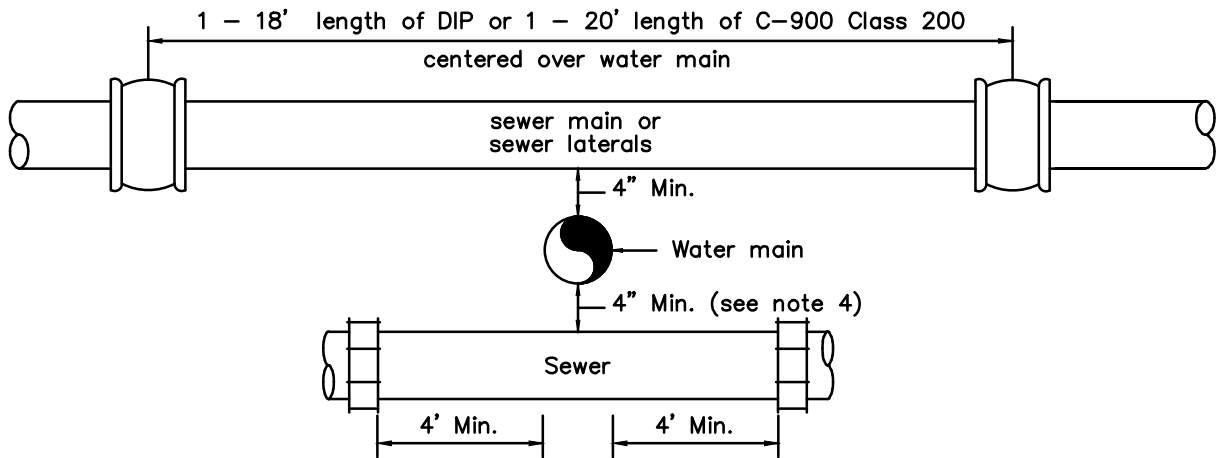 1 – 18' length of DIP or 1 – 20' length of C–900 Class 200
centered over water main
sewer main or
sewer laterals
4" Min.
Water main
4" Min. (see note 4)
Sewer
4' Min.
4' Min.